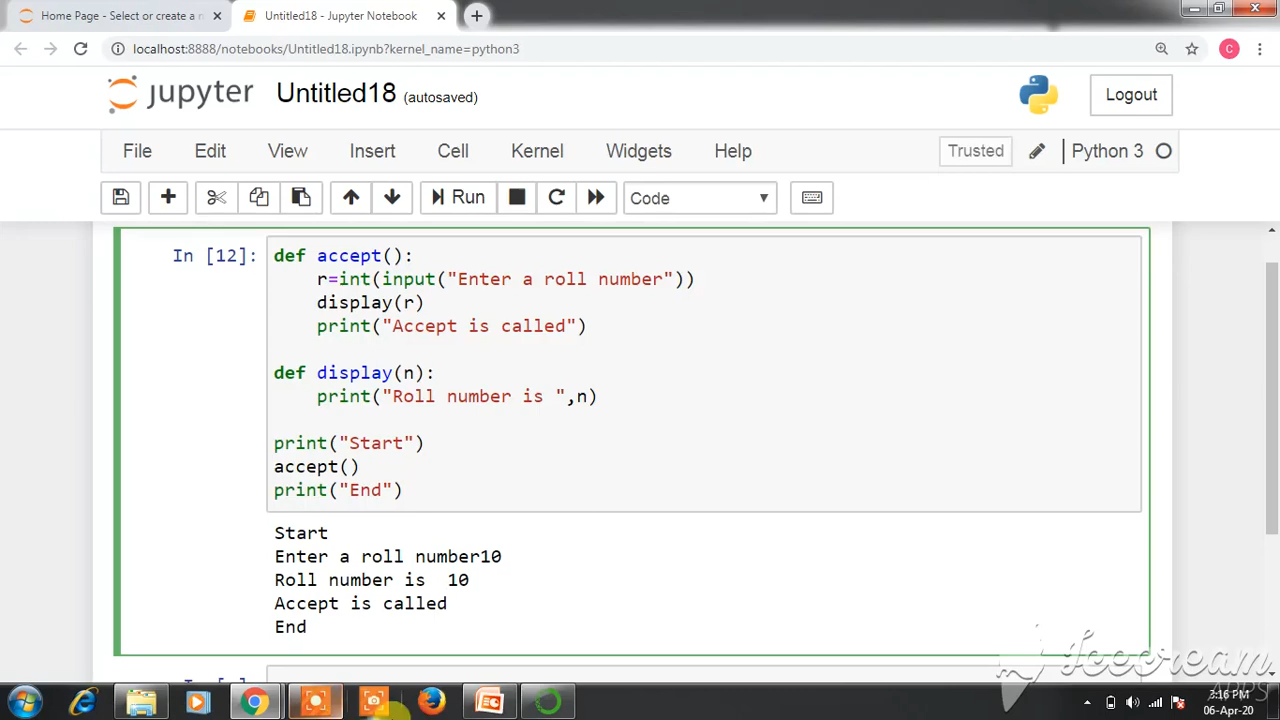 Home Page - Select or create a n
Untitled18 - Jupyter Notebook
localhost:8888/notebooks/Untitled18.ipynb?kernel_name=python3
C
jupyter Untitled18 (autosaved)
Logout
File Edit View Insert Cell Kernel Widgets Help
Trusted
Python 3
Run
Code
In [12]:
def accept():
    r=int(input("Enter a roll number"))
    display(r)
    print("Accept is called")
def display(n):
    print("Roll number is ",n)
print("Start")
accept()
print("End")
Start
Enter a roll number10
Roll number is  10
Accept is called
End
Icecream
APPS
3:16 PM
06-Apr-20